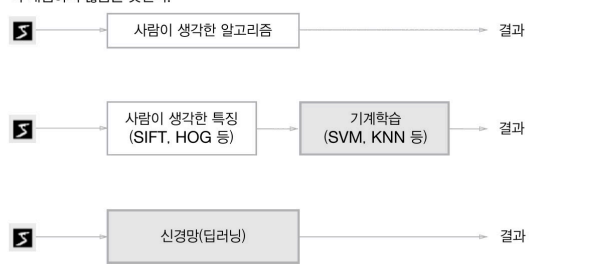 사람이 생각한 알고리즘
결과
사람이 생각한 특징
(SIFT, HOG 등)
기계학습
(SVM, KNN 등)
결과
신경망(딥러닝)
결과